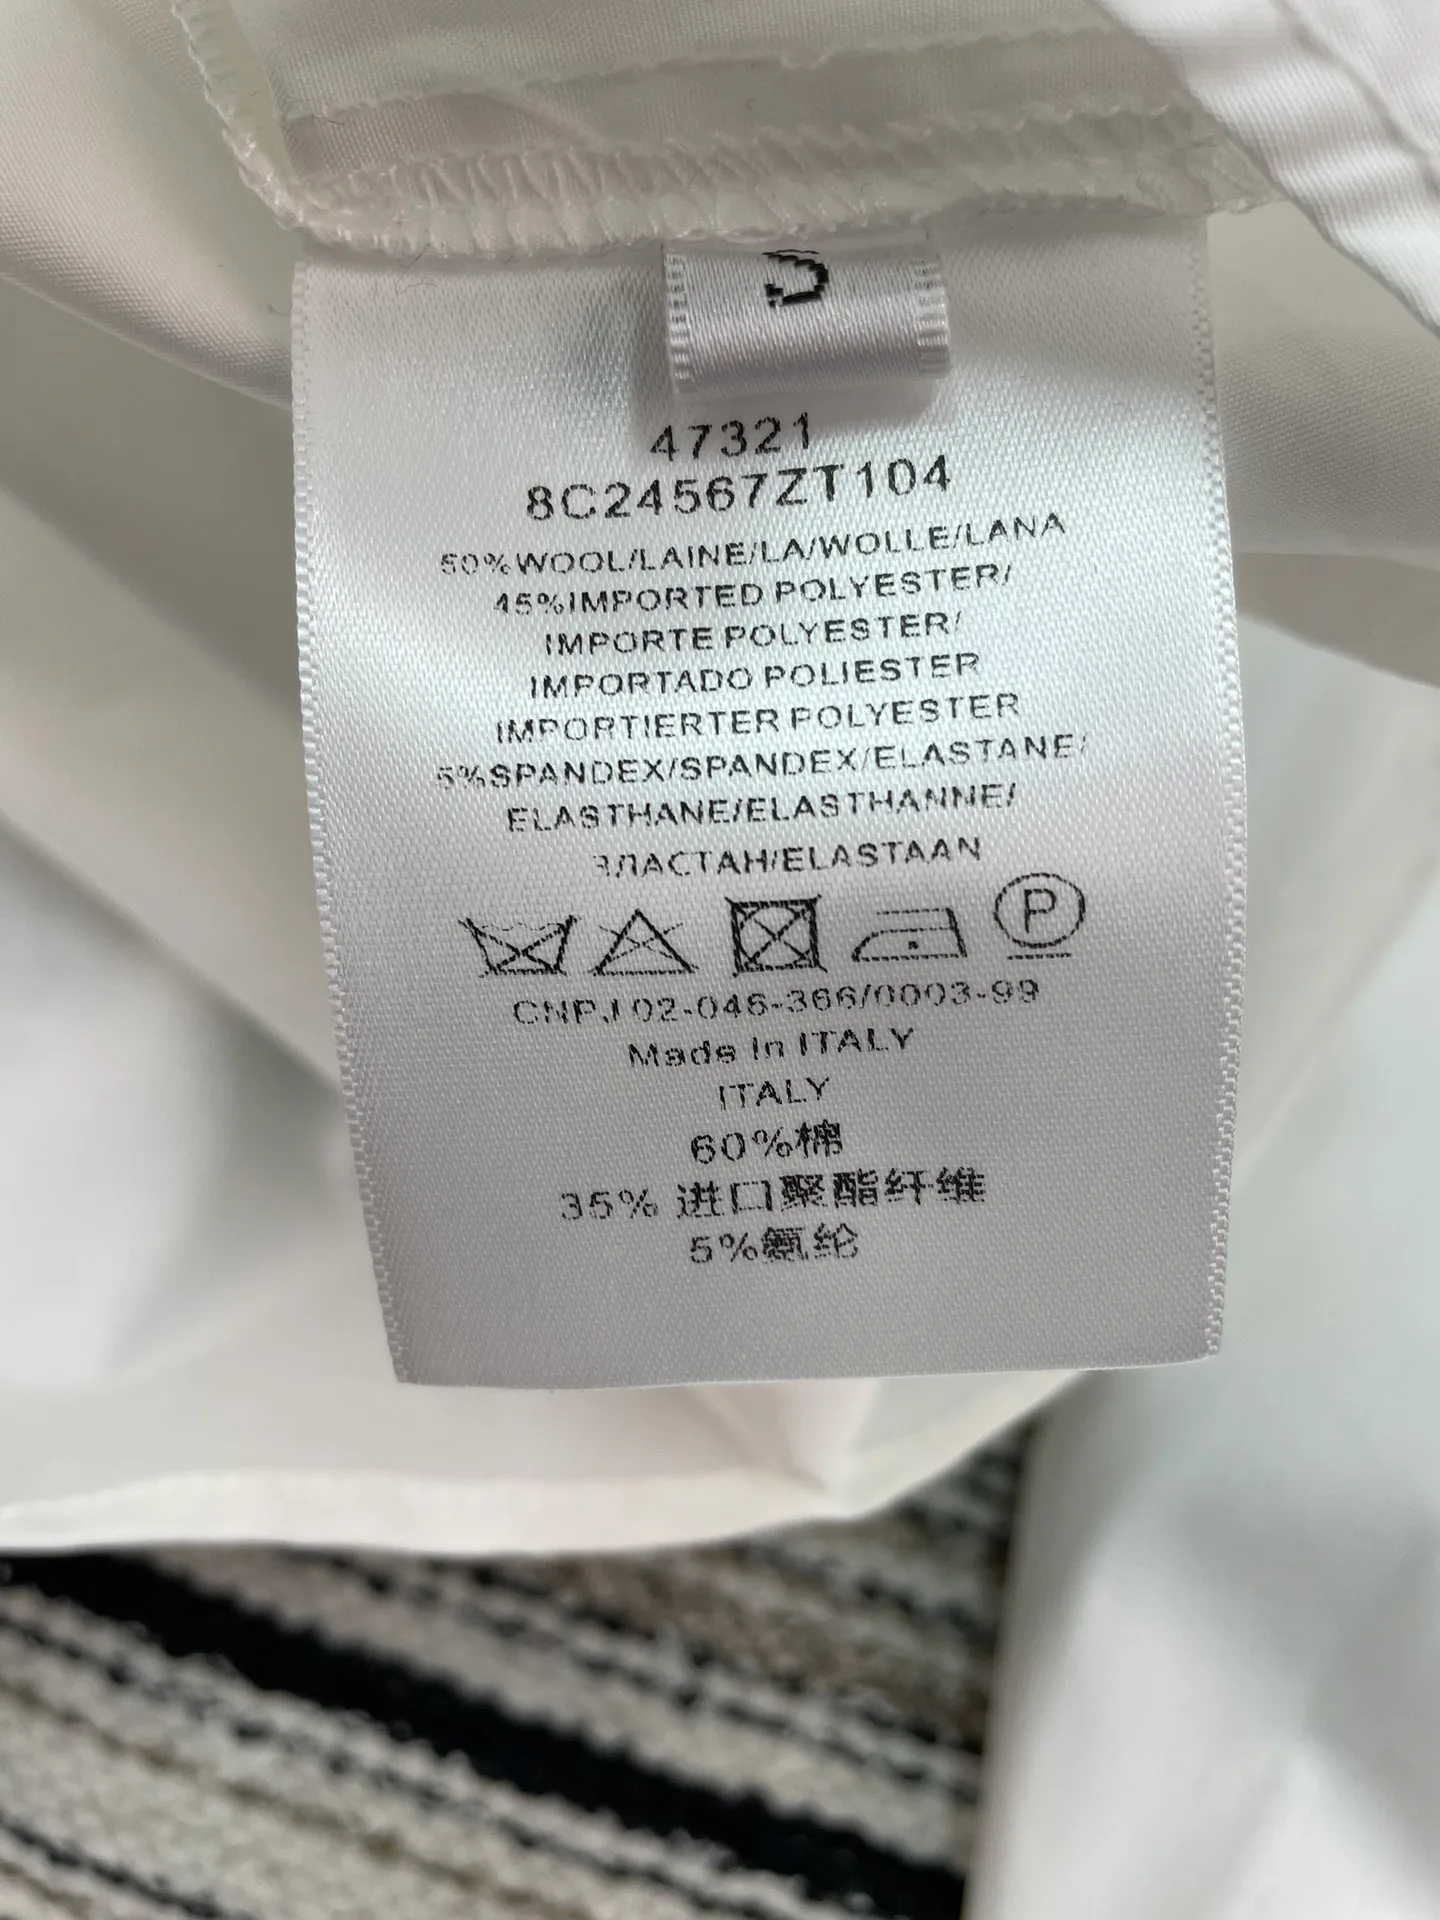 47321
8C24567ZT104
50%WOOL/LAINE/LA/WOLLE/LANA
45%IMPORTED POLYESTER/
IMPORTE POLYESTER/
IMPORTADO POLIESTER
IMPORTIERTER POLYESTER
5%SPANDEX/SPANDEX/ELASTANE/
ELASTHANE/ELASTHANNE/
ЗЛАСТАН/ELASTAAN
P
CNPJ 02-046-366/0003-99
Made In ITALY
ITALY
60%棉
35% 进口聚酯纤维
5%氨纶